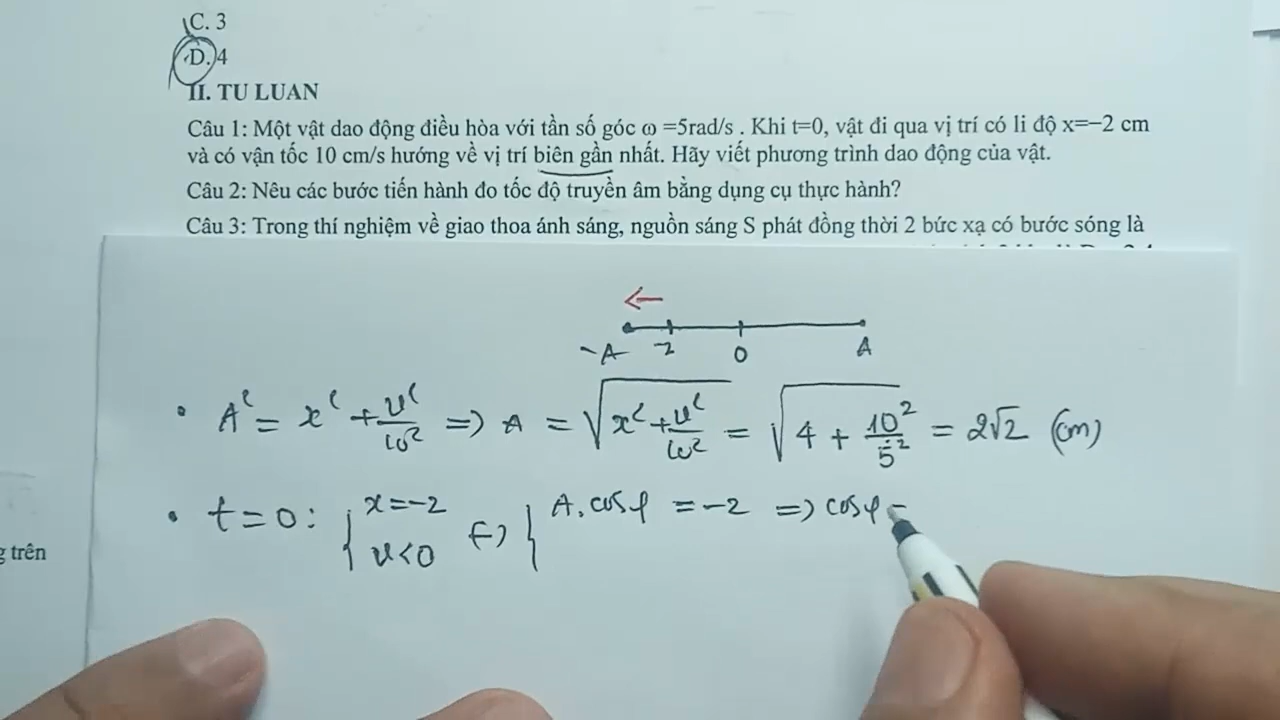 C. 3
D. 4
II. TU LUAN
Câu 1: Một vật dao động điều hòa với tần số góc ω =5rad/s . Khi t=0, vật đi qua vị trí có li độ x=–2 cm
và có vận tốc 10 cm/s hướng về vị trí biên gần nhất. Hãy viết phương trình dao động của vật.
Câu 2: Nêu các bước tiến hành đo tốc độ truyền âm bằng dụng cụ thực hành?
Câu 3: Trong thí nghiệm về giao thoa ánh sáng, nguồn sáng S phát đồng thời 2 bức xạ có bước sóng là
←
-A -2 0 A
• A² = x² + v²/ω² => A = √(x² + v²/ω²) = √(4 + 10²/5²) = 2√2 (cm)
• t=0: { x=-2 v<0 (-) { A.cosφ = -2 => cosφ =
g trên